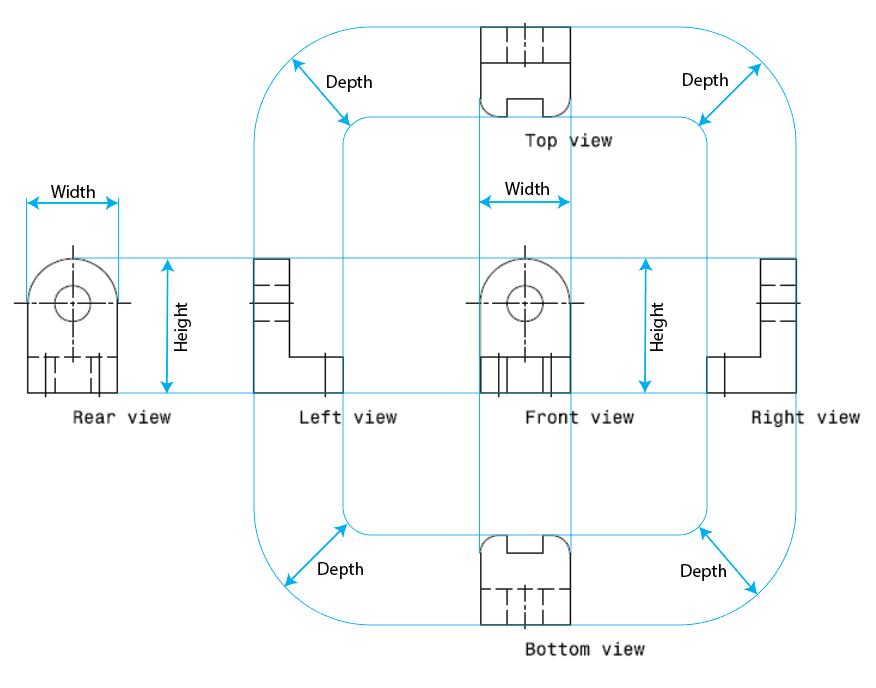 Depth
Depth
Top view
Width
Width
Height
Height
Rear view
Left view
Front view
Right view
Depth
Depth
Bottom view